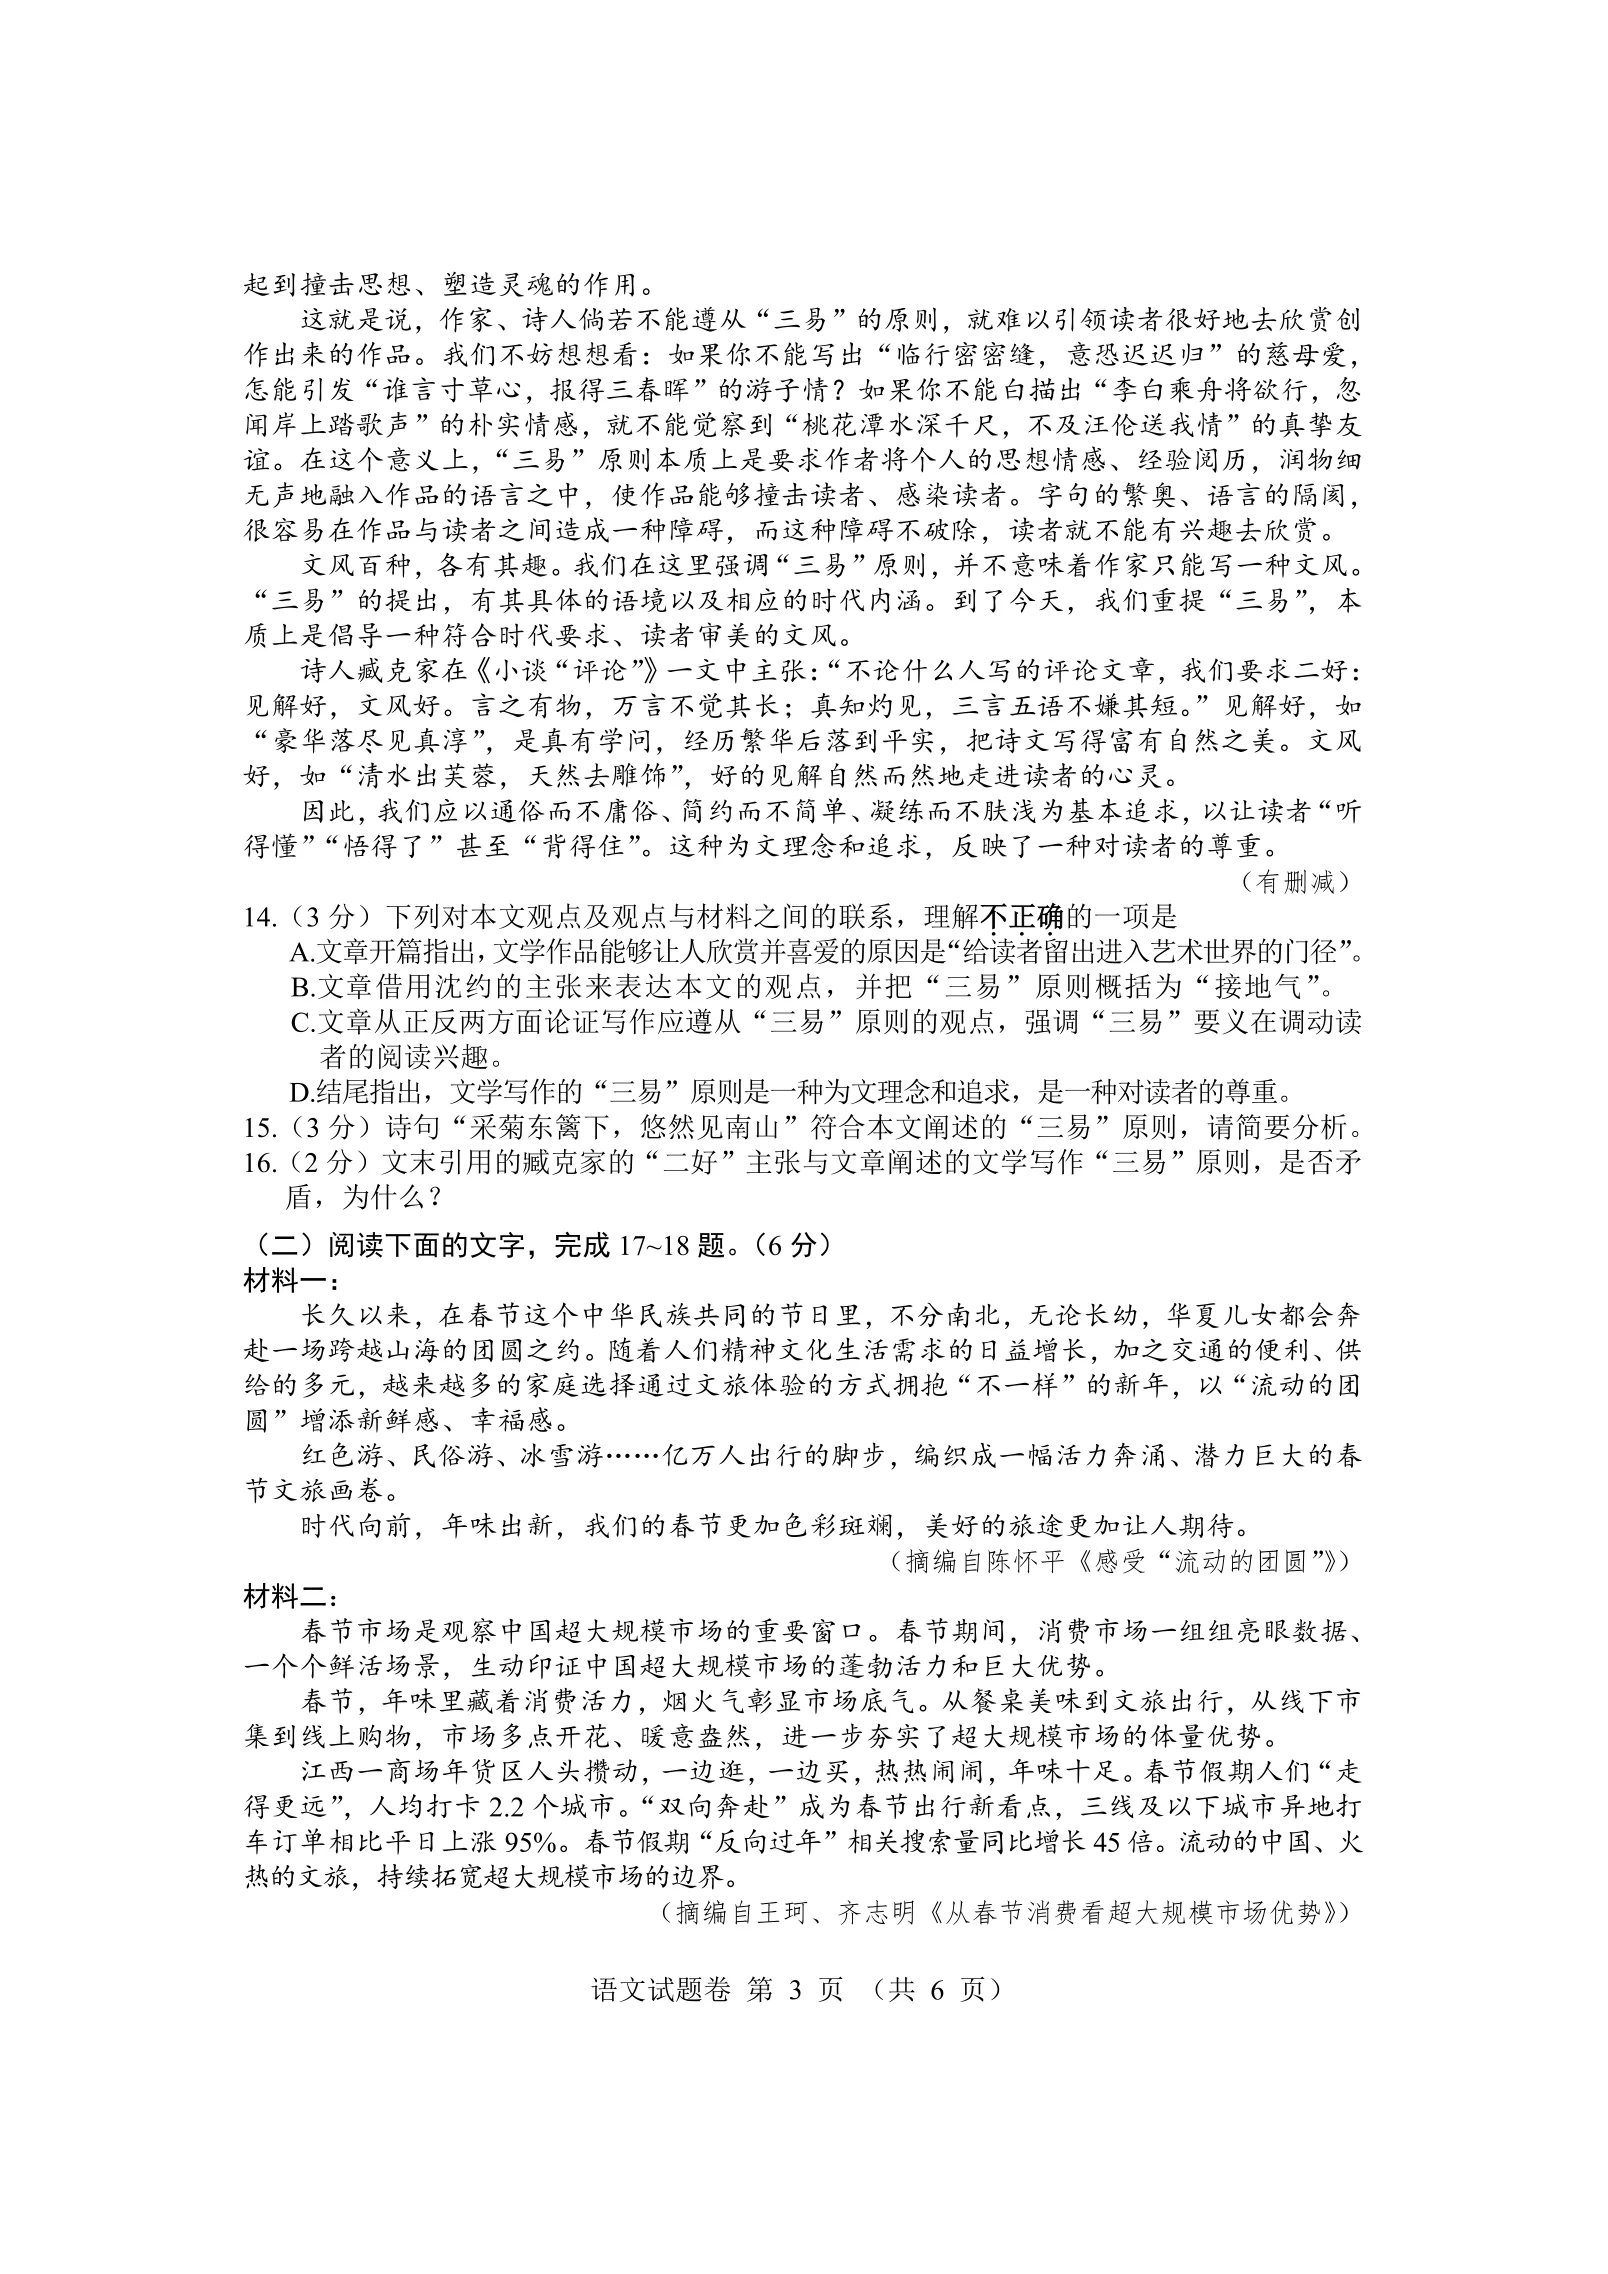 起到撞击思想、塑造灵魂的作用。
这就是说，作家、诗人倘若不能遵从“三易”的原则，就难以引领读者很好地去欣赏创
作出来的作品。我们不妨想想看：如果你不能写出“临行密密缝，意恐迟迟归”的慈母爱，
怎能引发“谁言寸草心，报得三春晖”的游子情？如果你不能白描出“李白乘舟将欲行，忽
闻岸上踏歌声”的朴实情感，就不能觉察到“桃花潭水深千尺，不及汪伦送我情”的真挚友
谊。在这个意义上，“三易”原则本质上是要求作者将个人的思想情感、经验阅历，润物细
无声地融入作品的语言之中，使作品能够撞击读者、感染读者。字句的繁奥、语言的隔阂，
很容易在作品与读者之间造成一种障碍，而这种障碍不破除，读者就不能有兴趣去欣赏。
文风百种，各有其趣。我们在这里强调“三易”原则，并不意味着作家只能写一种文风。
“三易”的提出，有其具体的语境以及相应的时代内涵。到了今天，我们重提“三易”，本
质上是倡导一种符合时代要求、读者审美的文风。
诗人臧克家在《小谈“评论”》一文中主张：“不论什么人写的评论文章，我们要求二好：
见解好，文风好。言之有物，万言不觉其长；真知灼见，三言五语不嫌其短。”见解好，如
“豪华落尽见真淳”，是真有学问，经历繁华后落到平实，把诗文写得富有自然之美。文风
好，如“清水出芙蓉，天然去雕饰”，好的见解自然而然地走进读者的心灵。
因此，我们应以通俗而不庸俗、简约而不简单、凝练而不肤浅为基本追求，以让读者“听
得懂”“悟得了”甚至“背得住”。这种为文理念和追求，反映了一种对读者的尊重。
（有删减）
14.（3 分）下列对本文观点及观点与材料之间的联系，理解不正确的一项是
A.文章开篇指出，文学作品能够让人欣赏并喜爱的原因是“给读者留出进入艺术世界的门径”。
B.文章借用沈约的主张来表达本文的观点，并把“三易”原则概括为“接地气”。
C.文章从正反两方面论证写作应遵从“三易”原则的观点，强调“三易”要义在调动读
者的阅读兴趣。
D.结尾指出，文学写作的“三易”原则是一种为文理念和追求，是一种对读者的尊重。
15.（3 分）诗句“采菊东篱下，悠然见南山”符合本文阐述的“三易”原则，请简要分析。
16.（2 分）文末引用的臧克家的“二好”主张与文章阐述的文学写作“三易”原则，是否矛
盾，为什么？
（二）阅读下面的文字，完成 17~18 题。（6 分）
材料一：
长久以来，在春节这个中华民族共同的节日里，不分南北，无论长幼，华夏儿女都会奔
赴一场跨越山海的团圆之约。随着人们精神文化生活需求的日益增长，加之交通的便利、供
给的多元，越来越多的家庭选择通过文旅体验的方式拥抱“不一样”的新年，以“流动的团
圆”增添新鲜感、幸福感。
红色游、民俗游、冰雪游……亿万人出行的脚步，编织成一幅活力奔涌、潜力巨大的春
节文旅画卷。
时代向前，年味出新，我们的春节更加色彩斑斓，美好的旅途更加让人期待。
（摘编自陈怀平《感受“流动的团圆”》）
材料二：
春节市场是观察中国超大规模市场的重要窗口。春节期间，消费市场一组组亮眼数据、
一个个鲜活场景，生动印证中国超大规模市场的蓬勃活力和巨大优势。
春节，年味里藏着消费活力，烟火气彰显市场底气。从餐桌美味到文旅出行，从线下市
集到线上购物，市场多点开花、暖意盎然，进一步夯实了超大规模市场的体量优势。
江西一商场年货区人头攒动，一边逛，一边买，热热闹闹，年味十足。春节假期人们“走
得更远”，人均打卡 2.2 个城市。“双向奔赴”成为春节出行新看点，三线及以下城市异地打
车订单相比平日上涨 95%。春节假期“反向过年”相关搜索量同比增长 45 倍。流动的中国、火
热的文旅，持续拓宽超大规模市场的边界。
（摘编自王珂、齐志明《从春节消费看超大规模市场优势》）
语文试题卷 第 3 页 （共 6 页）